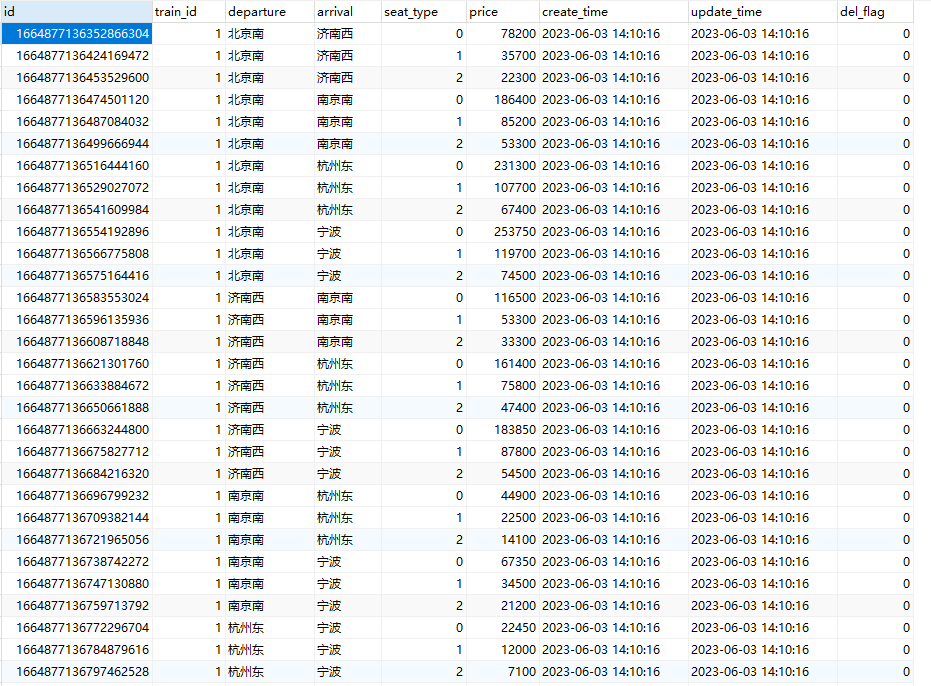 id train_id departure arrival seat_type price create_time update_time del_flag
1664877136352866304 1 北京南 济南西 0 78200 2023-06-03 14:10:16 2023-06-03 14:10:16 0
1664877136424169472 1 北京南 济南西 1 35700 2023-06-03 14:10:16 2023-06-03 14:10:16 0
1664877136453529600 1 北京南 济南西 2 22300 2023-06-03 14:10:16 2023-06-03 14:10:16 0
1664877136474501120 1 北京南 南京南 0 186400 2023-06-03 14:10:16 2023-06-03 14:10:16 0
1664877136487084032 1 北京南 南京南 1 85200 2023-06-03 14:10:16 2023-06-03 14:10:16 0
1664877136499666944 1 北京南 南京南 2 53300 2023-06-03 14:10:16 2023-06-03 14:10:16 0
1664877136516444160 1 北京南 杭州东 0 231300 2023-06-03 14:10:16 2023-06-03 14:10:16 0
1664877136529027072 1 北京南 杭州东 1 107700 2023-06-03 14:10:16 2023-06-03 14:10:16 0
1664877136541609984 1 北京南 杭州东 2 67400 2023-06-03 14:10:16 2023-06-03 14:10:16 0
1664877136554192896 1 北京南 宁波 0 253750 2023-06-03 14:10:16 2023-06-03 14:10:16 0
1664877136566775808 1 北京南 宁波 1 119700 2023-06-03 14:10:16 2023-06-03 14:10:16 0
1664877136575164416 1 北京南 宁波 2 74500 2023-06-03 14:10:16 2023-06-03 14:10:16 0
1664877136583553024 1 济南西 南京南 0 116500 2023-06-03 14:10:16 2023-06-03 14:10:16 0
1664877136596135936 1 济南西 南京南 1 53300 2023-06-03 14:10:16 2023-06-03 14:10:16 0
1664877136608718848 1 济南西 南京南 2 33300 2023-06-03 14:10:16 2023-06-03 14:10:16 0
1664877136621301760 1 济南西 杭州东 0 161400 2023-06-03 14:10:16 2023-06-03 14:10:16 0
1664877136633884672 1 济南西 杭州东 1 75800 2023-06-03 14:10:16 2023-06-03 14:10:16 0
1664877136650661888 1 济南西 杭州东 2 47400 2023-06-03 14:10:16 2023-06-03 14:10:16 0
1664877136663244800 1 济南西 宁波 0 183850 2023-06-03 14:10:16 2023-06-03 14:10:16 0
1664877136675827712 1 济南西 宁波 1 87800 2023-06-03 14:10:16 2023-06-03 14:10:16 0
1664877136684216320 1 济南西 宁波 2 54500 2023-06-03 14:10:16 2023-06-03 14:10:16 0
1664877136696799232 1 南京南 杭州东 0 44900 2023-06-03 14:10:16 2023-06-03 14:10:16 0
1664877136709382144 1 南京南 杭州东 1 22500 2023-06-03 14:10:16 2023-06-03 14:10:16 0
1664877136721965056 1 南京南 杭州东 2 14100 2023-06-03 14:10:16 2023-06-03 14:10:16 0
1664877136738742272 1 南京南 宁波 0 67350 2023-06-03 14:10:16 2023-06-03 14:10:16 0
1664877136747130880 1 南京南 宁波 1 34500 2023-06-03 14:10:16 2023-06-03 14:10:16 0
1664877136759713792 1 南京南 宁波 2 21200 2023-06-03 14:10:16 2023-06-03 14:10:16 0
1664877136772296704 1 杭州东 宁波 0 22450 2023-06-03 14:10:16 2023-06-03 14:10:16 0
1664877136784879616 1 杭州东 宁波 1 12000 2023-06-03 14:10:16 2023-06-03 14:10:16 0
1664877136797462528 1 杭州东 宁波 2 7100 2023-06-03 14:10:16 2023-06-03 14:10:16 0